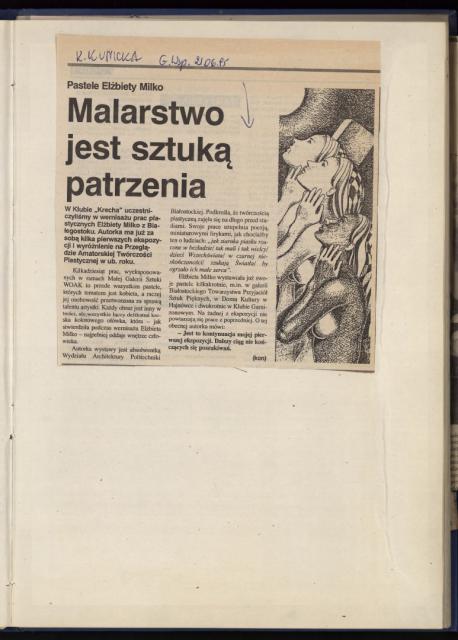 K. KUNICKA G.Wsp. 21.06.91
Pastele Elżbiety Milko
Malarstwo
jest sztuką
patrzenia
W Klubie „Krecha” uczestni-
czyliśmy w wernisażu prac pla-
stycznych Elżbiety Milko z Bia-
łegostoku. Autorka ma już za
sobą kilka pierwszych ekspozy-
cji i wyróżnienie na Przeglą-
dzie Amatorskiej Twórczości
Plastycznej w ub. roku.
Kilkadziesiąt prac, wyeksponowa-
nych w ramach Małej Galerii Sztuki
WOAK to przede wszystkim pastele,
których tematem jest kobieta, a raczej
jej osobowość przetwarzana za sprawą
talentu artystki. Każdy obraz jest inny w
treści, ale wszystkie łączy delikatna kre-
ska kolorowego ołówka, która – jak
stwierdziła podczas wernisażu Elżbieta
Milko – najpełniej oddaje wnętrze czło-
wieka.
Autorka wystawy jest absolwentką
Wydziału Architektury Politechniki
Białostockiej. Podkreśla, że twórczością
plastyczną zajęła się na długo przed stu-
diami. Swoje prace uzupełnia poezją,
miniaturowymi lirykami, jak chociażby
ten o ludziach: „jak ziarnka piasku rzu-
cone w bezładzie/ tak mali i tak wielcy/
dzieci Wszechświata/ w czarnej nie-
skończoności/ szukają Światła/ by
ogrzało ich małe serca”.
Elżbieta Milko wystawiała już swo-
je pastele kilkakrotnie, m.in. w galerii
Białostockiego Towarzystwa Przyjaciół
Sztuk Pięknych, w Domu Kultury w
Hajnówce i dwukrotnie w Klubie Garni-
zonowym. Na żadnej z ekspozycji nie
powtarzają się prace z poprzedniej. O tej
obecnej autorka mówi:
– Jest to kontynuacja mojej pier-
wszej ekspozycji. Dalszy ciąg nie koń-
czących się poszukiwań.
(kun)